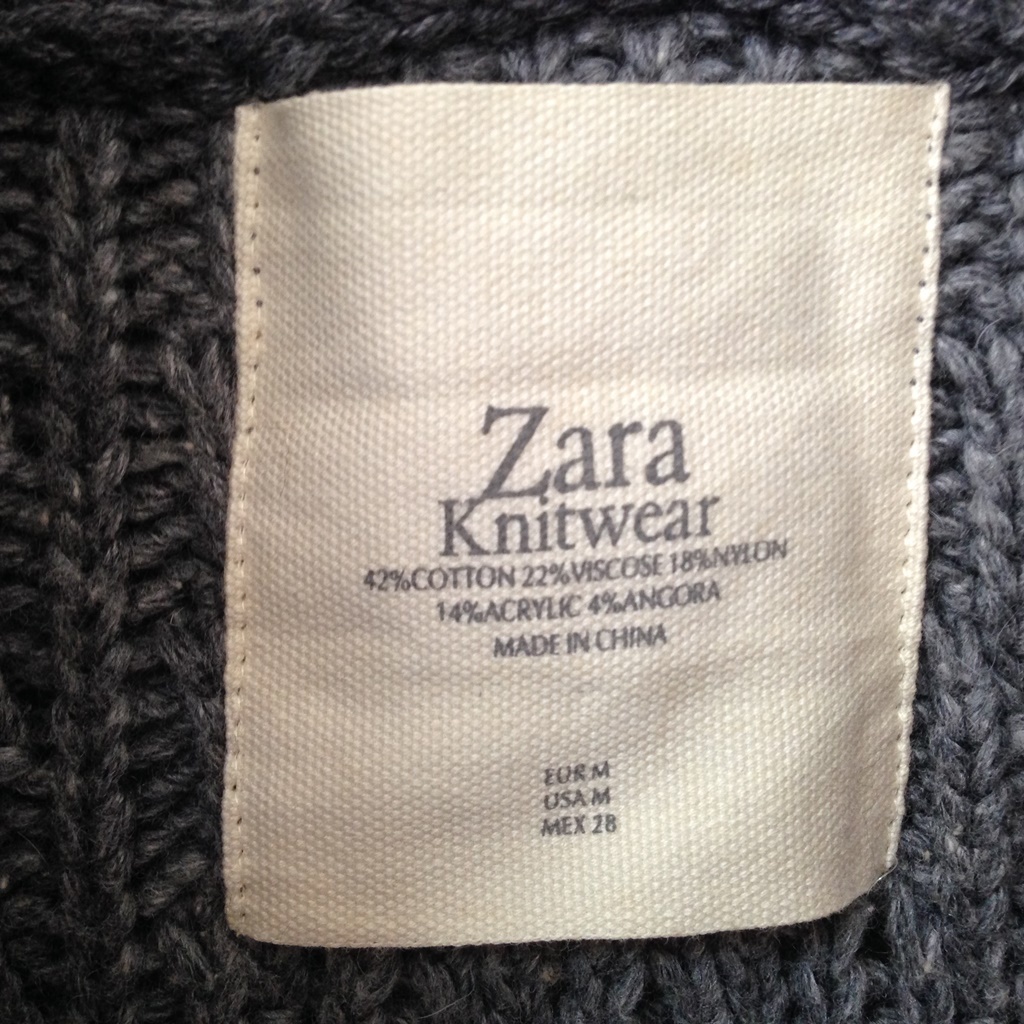 Zara
Knitwear
42%COTTON 22%VISCOSE 18%NYLON
14%ACRYLIC 4%ANGORA
MADE IN CHINA
EUR M
USA M
MEX 28